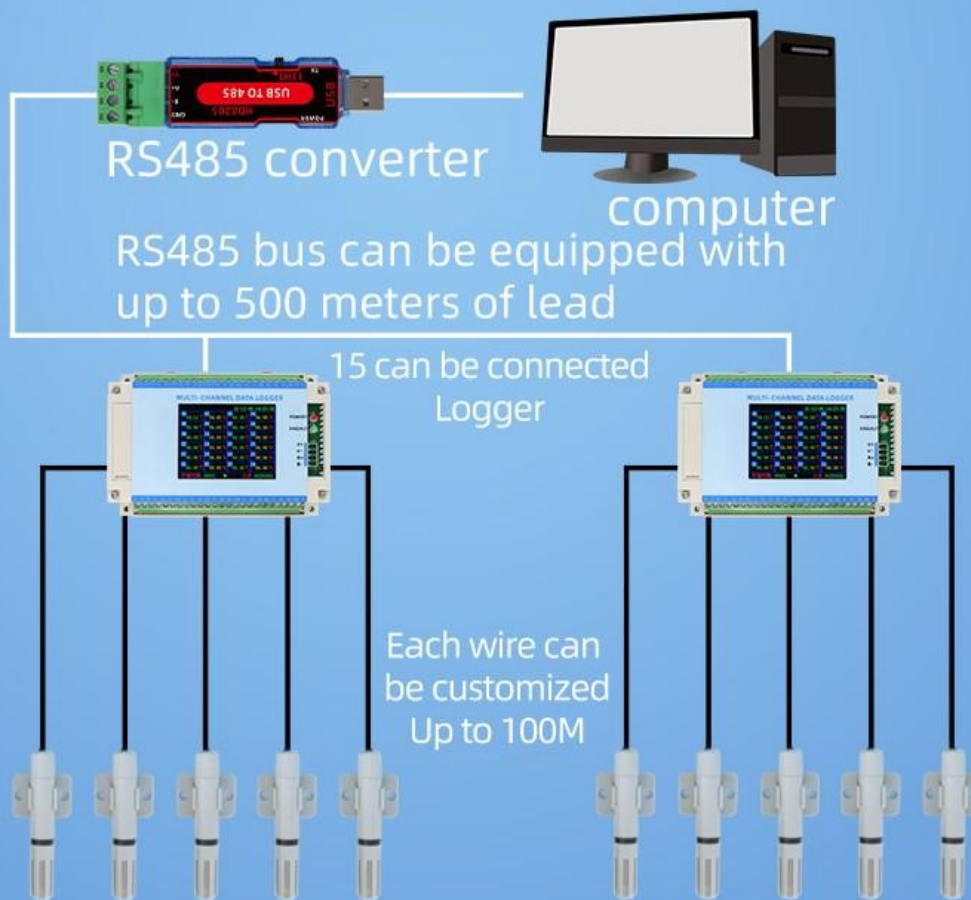 USB TO 485
USB
POWER
GND
RS485 converter
computer
RS485 bus can be equipped with
up to 500 meters of lead
15 can be connected
Logger
MULTI-CHANNEL DATA LOGGER
MULTI-CHANNEL DATA LOGGER
Each wire can
be customized
Up to 100M